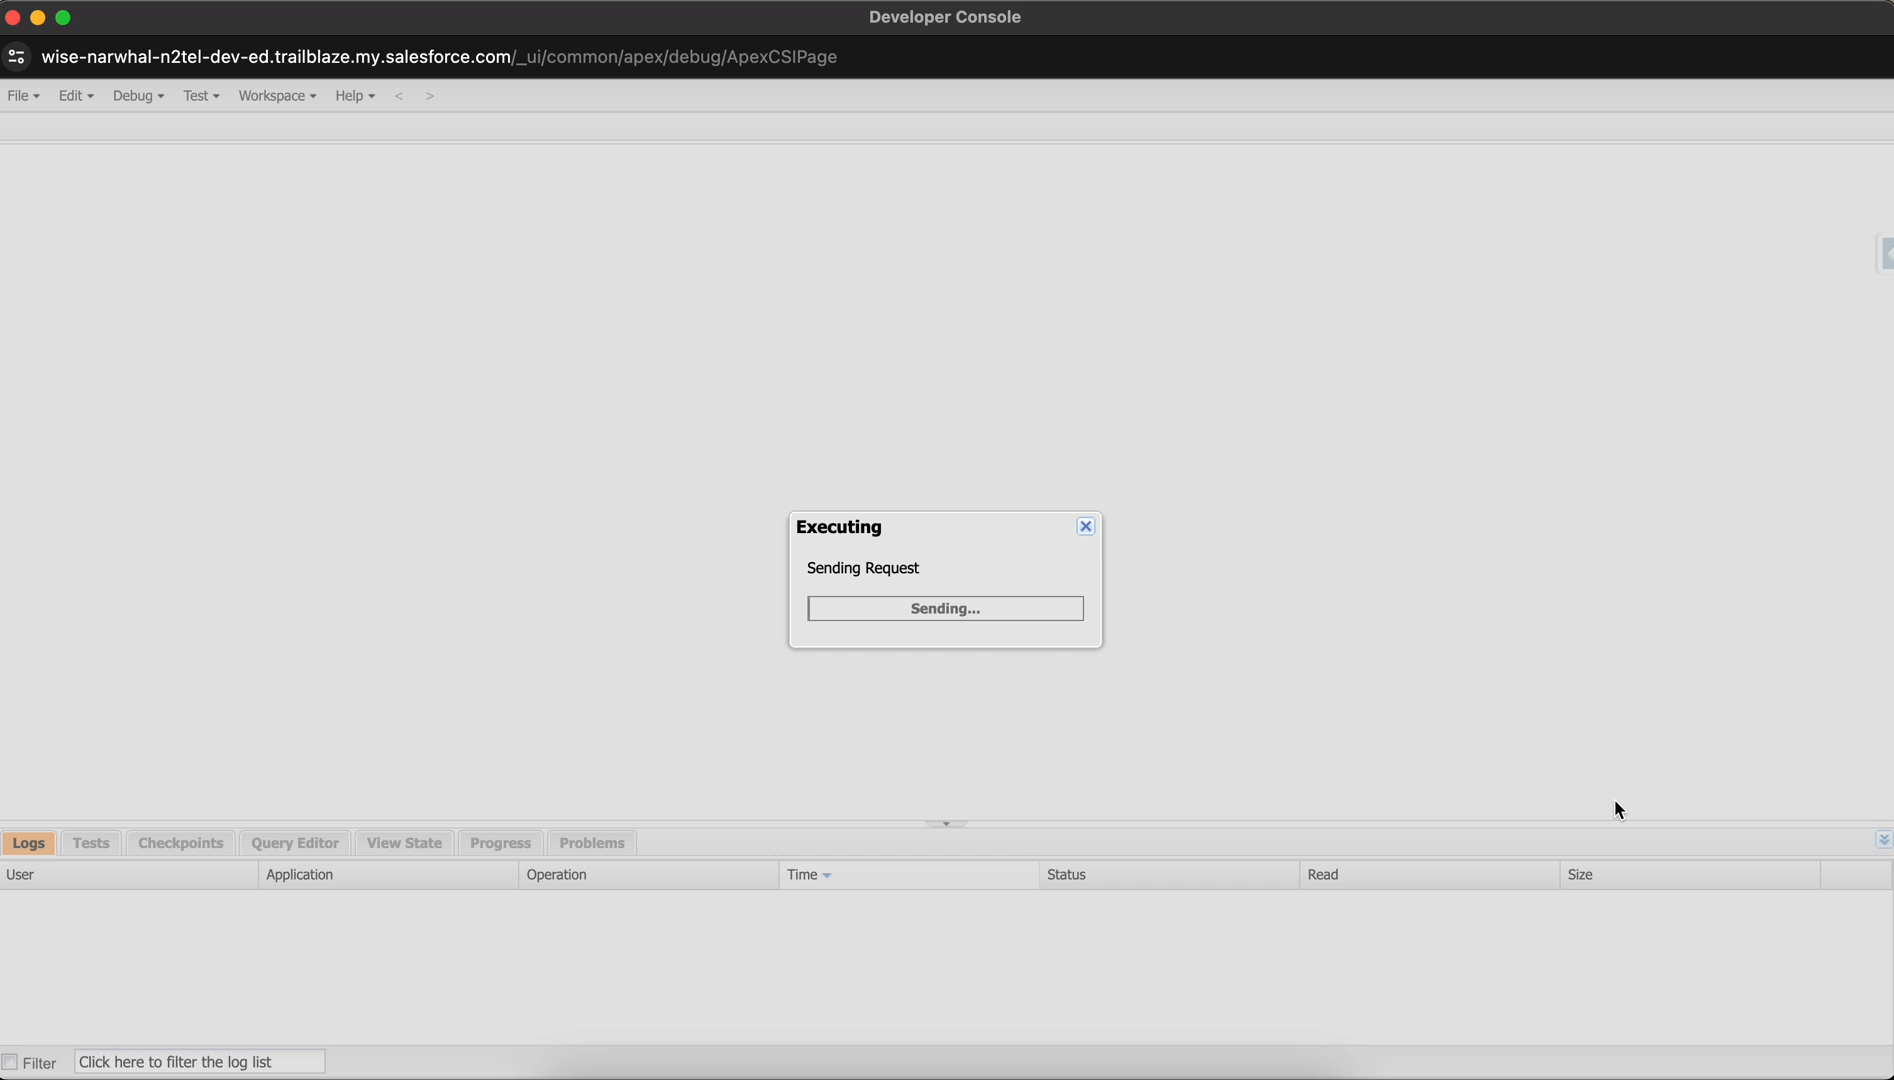 Developer Console
wise-narwhal-n2tel-dev-ed.trailblaze.my.salesforce.com/_ui/common/apex/debug/ApexCSIPage
File Edit Debug Test Workspace Help < >
Executing
Sending Request
Sending...
Logs Tests Checkpoints Query Editor View State Progress Problems
User Application Operation Time Status Read Size
Filter Click here to filter the log list